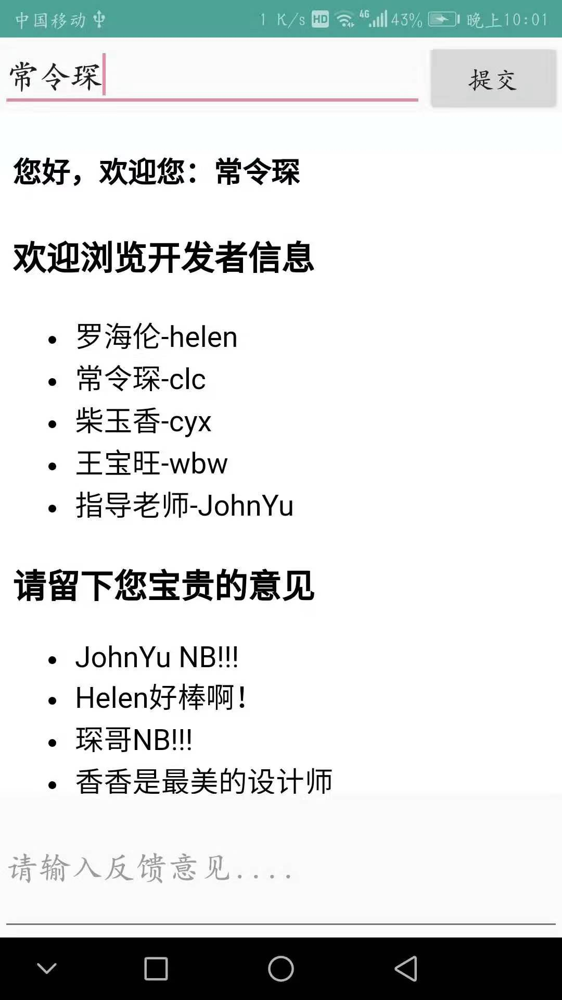 中国移动 1 K/s HD 4G 43% 晚上10:01
常令琛
提交
您好，欢迎您：常令琛
欢迎浏览开发者信息
罗海伦-helen
常令琛-clc
柴玉香-cyx
王宝旺-wbw
指导老师-JohnYu
请留下您宝贵的意见
JohnYu NB!!!
Helen好棒啊！
琛哥NB!!!
香香是最美的设计师
请输入反馈意见....